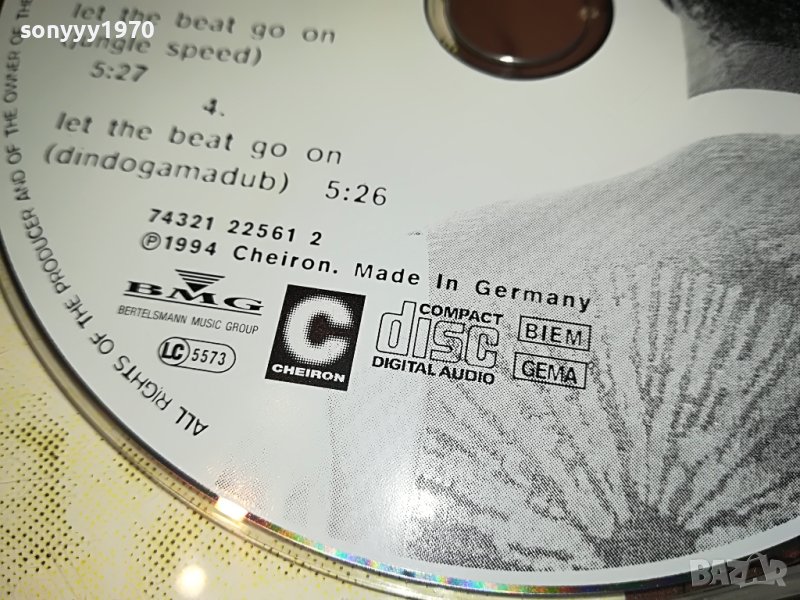 sonyyy1970
let the beat go on
(jungle speed)
5:27
4.
let the beat go on
(dindogamadub) 5:26
74321 22561 2
℗1994 Cheiron. Made In Germany
BMG
BERTELSMANN MUSIC GROUP
LC 5573
C
CHEIRON
COMPACT
disc
DIGITAL AUDIO
BIEM
GEMA
ALL RIGHTS OF THE PRODUCER AND OF THE OWNER OF THE
BAZAR